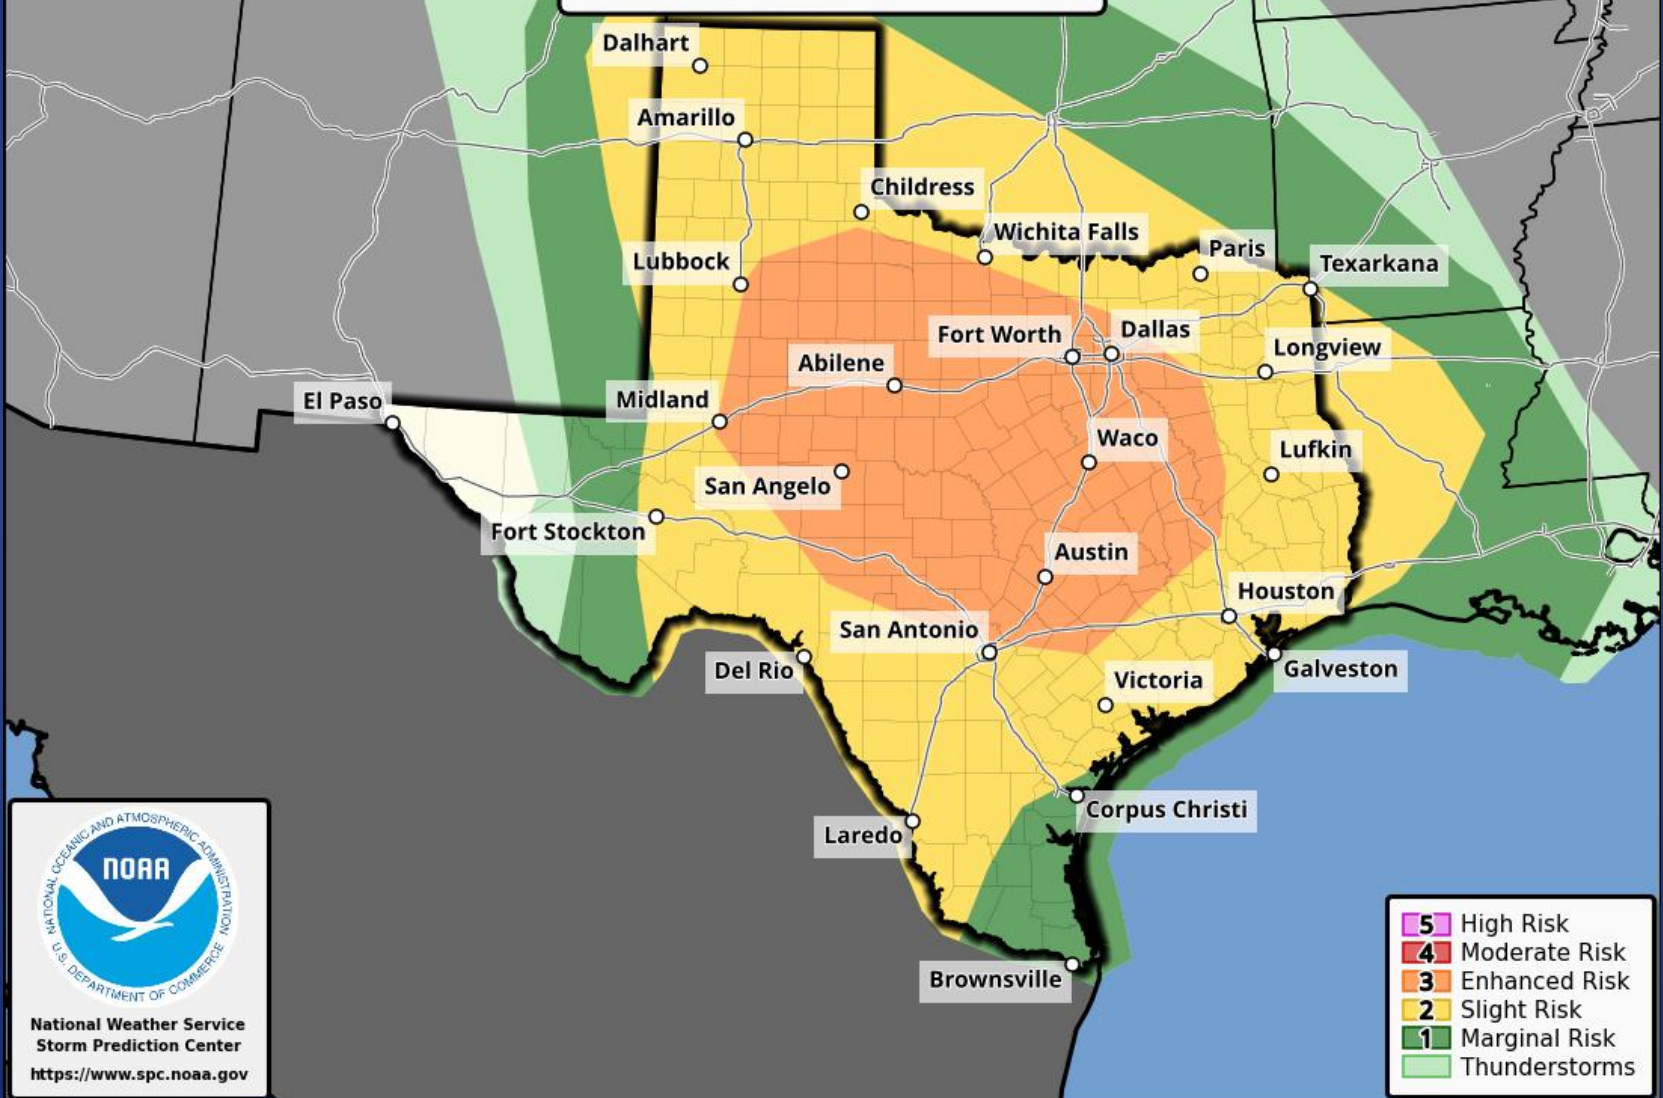 Dalhart
Amarillo
Childress
Wichita Falls
Paris
Texarkana
Lubbock
Fort Worth
Dallas
Longview
Abilene
El Paso
Midland
Waco
Lufkin
San Angelo
Fort Stockton
Austin
Houston
San Antonio
Del Rio
Victoria
Galveston
Corpus Christi
Laredo
Brownsville
NATIONAL OCEANIC AND ATMOSPHERIC ADMINISTRATION
NOAA
U.S. DEPARTMENT OF COMMERCE
National Weather Service
Storm Prediction Center
https://www.spc.noaa.gov
5 High Risk
4 Moderate Risk
3 Enhanced Risk
2 Slight Risk
1 Marginal Risk
Thunderstorms